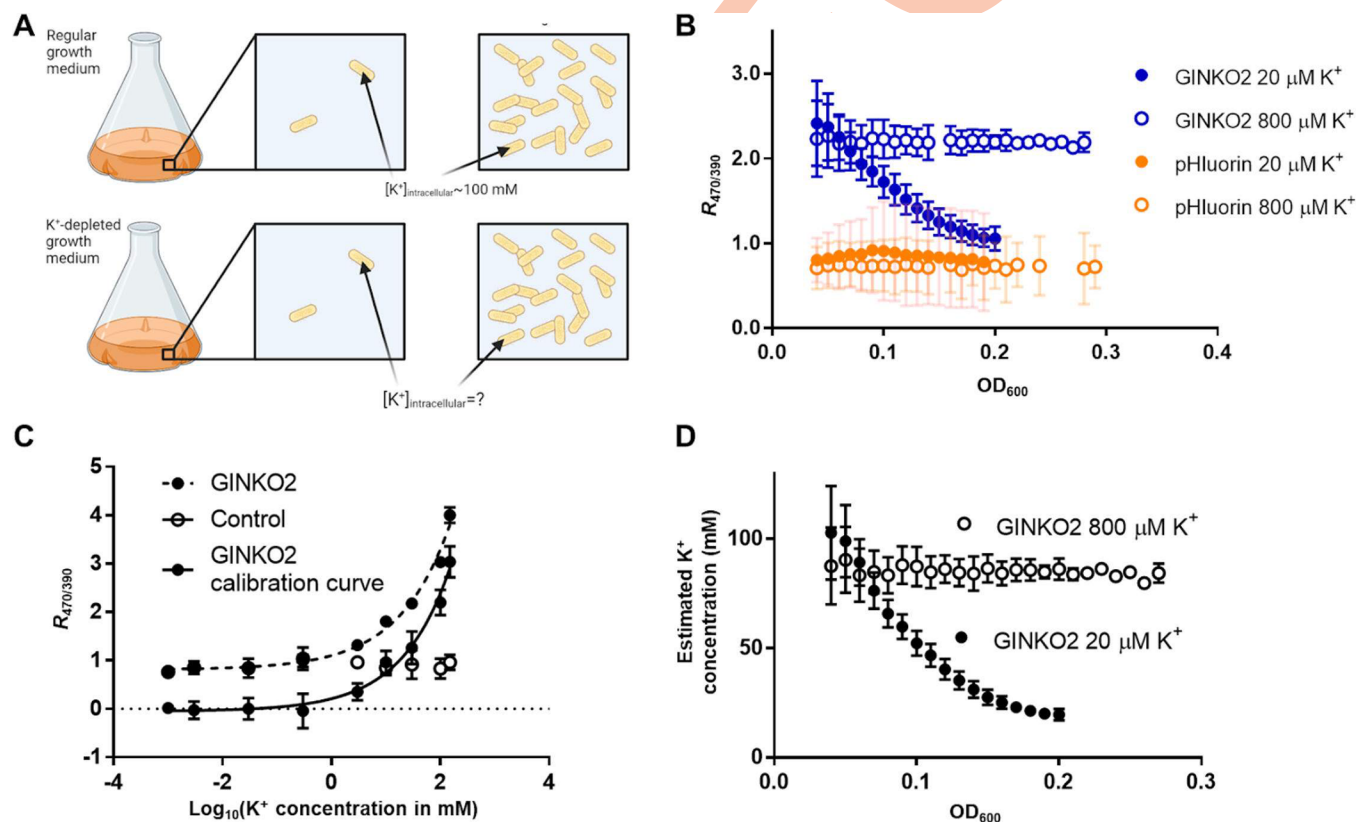 A
Regular
growth
medium
[K⁺]intracellular~100 mM
K⁺-depleted
growth
medium
[K⁺]intracellular=?
B
3.0
2.0
1.0
0.0
R470/390
0.0 0.1 0.2 0.3 0.4
OD600
GINKO2 20 μM K⁺
GINKO2 800 μM K⁺
pHluorin 20 μM K⁺
pHluorin 800 μM K⁺
C
5
4
3
2
1
0
-1
R470/390
-4 -2 0 2 4
Log10(K⁺ concentration in mM)
GINKO2
Control
GINKO2
calibration curve
D
100
50
0
Estimated K⁺
concentration (mM)
0.0 0.1 0.2 0.3
OD600
GINKO2 800 μM K⁺
GINKO2 20 μM K⁺